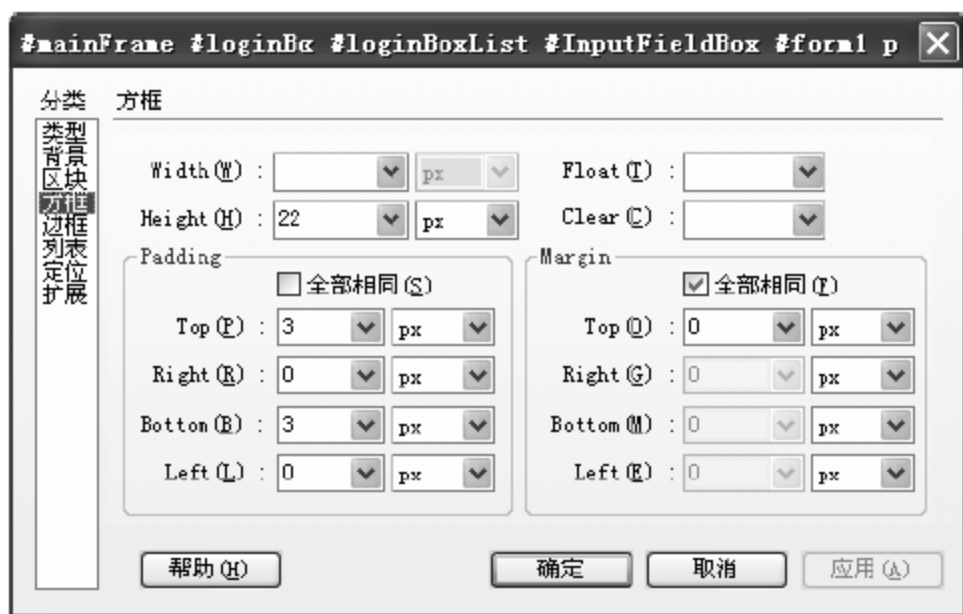 #mainFrame #loginBα #loginBoxList #InputFieldBox #form1 p
分类 方框
类型
背景
区块
方框
边框
列表
定位
扩展
Width(W) : px Float(T) :
Height(H) : 22 px Clear(C) :
Padding Margin
全部相同(S) 全部相同(F)
Top(P) : 3 px Top(O) : 0 px
Right(R) : 0 px Right(G) : 0 px
Bottom(B) : 3 px Bottom(M) : 0 px
Left(L) : 0 px Left(E) : 0 px
帮助(H) 确定 取消 应用(A)